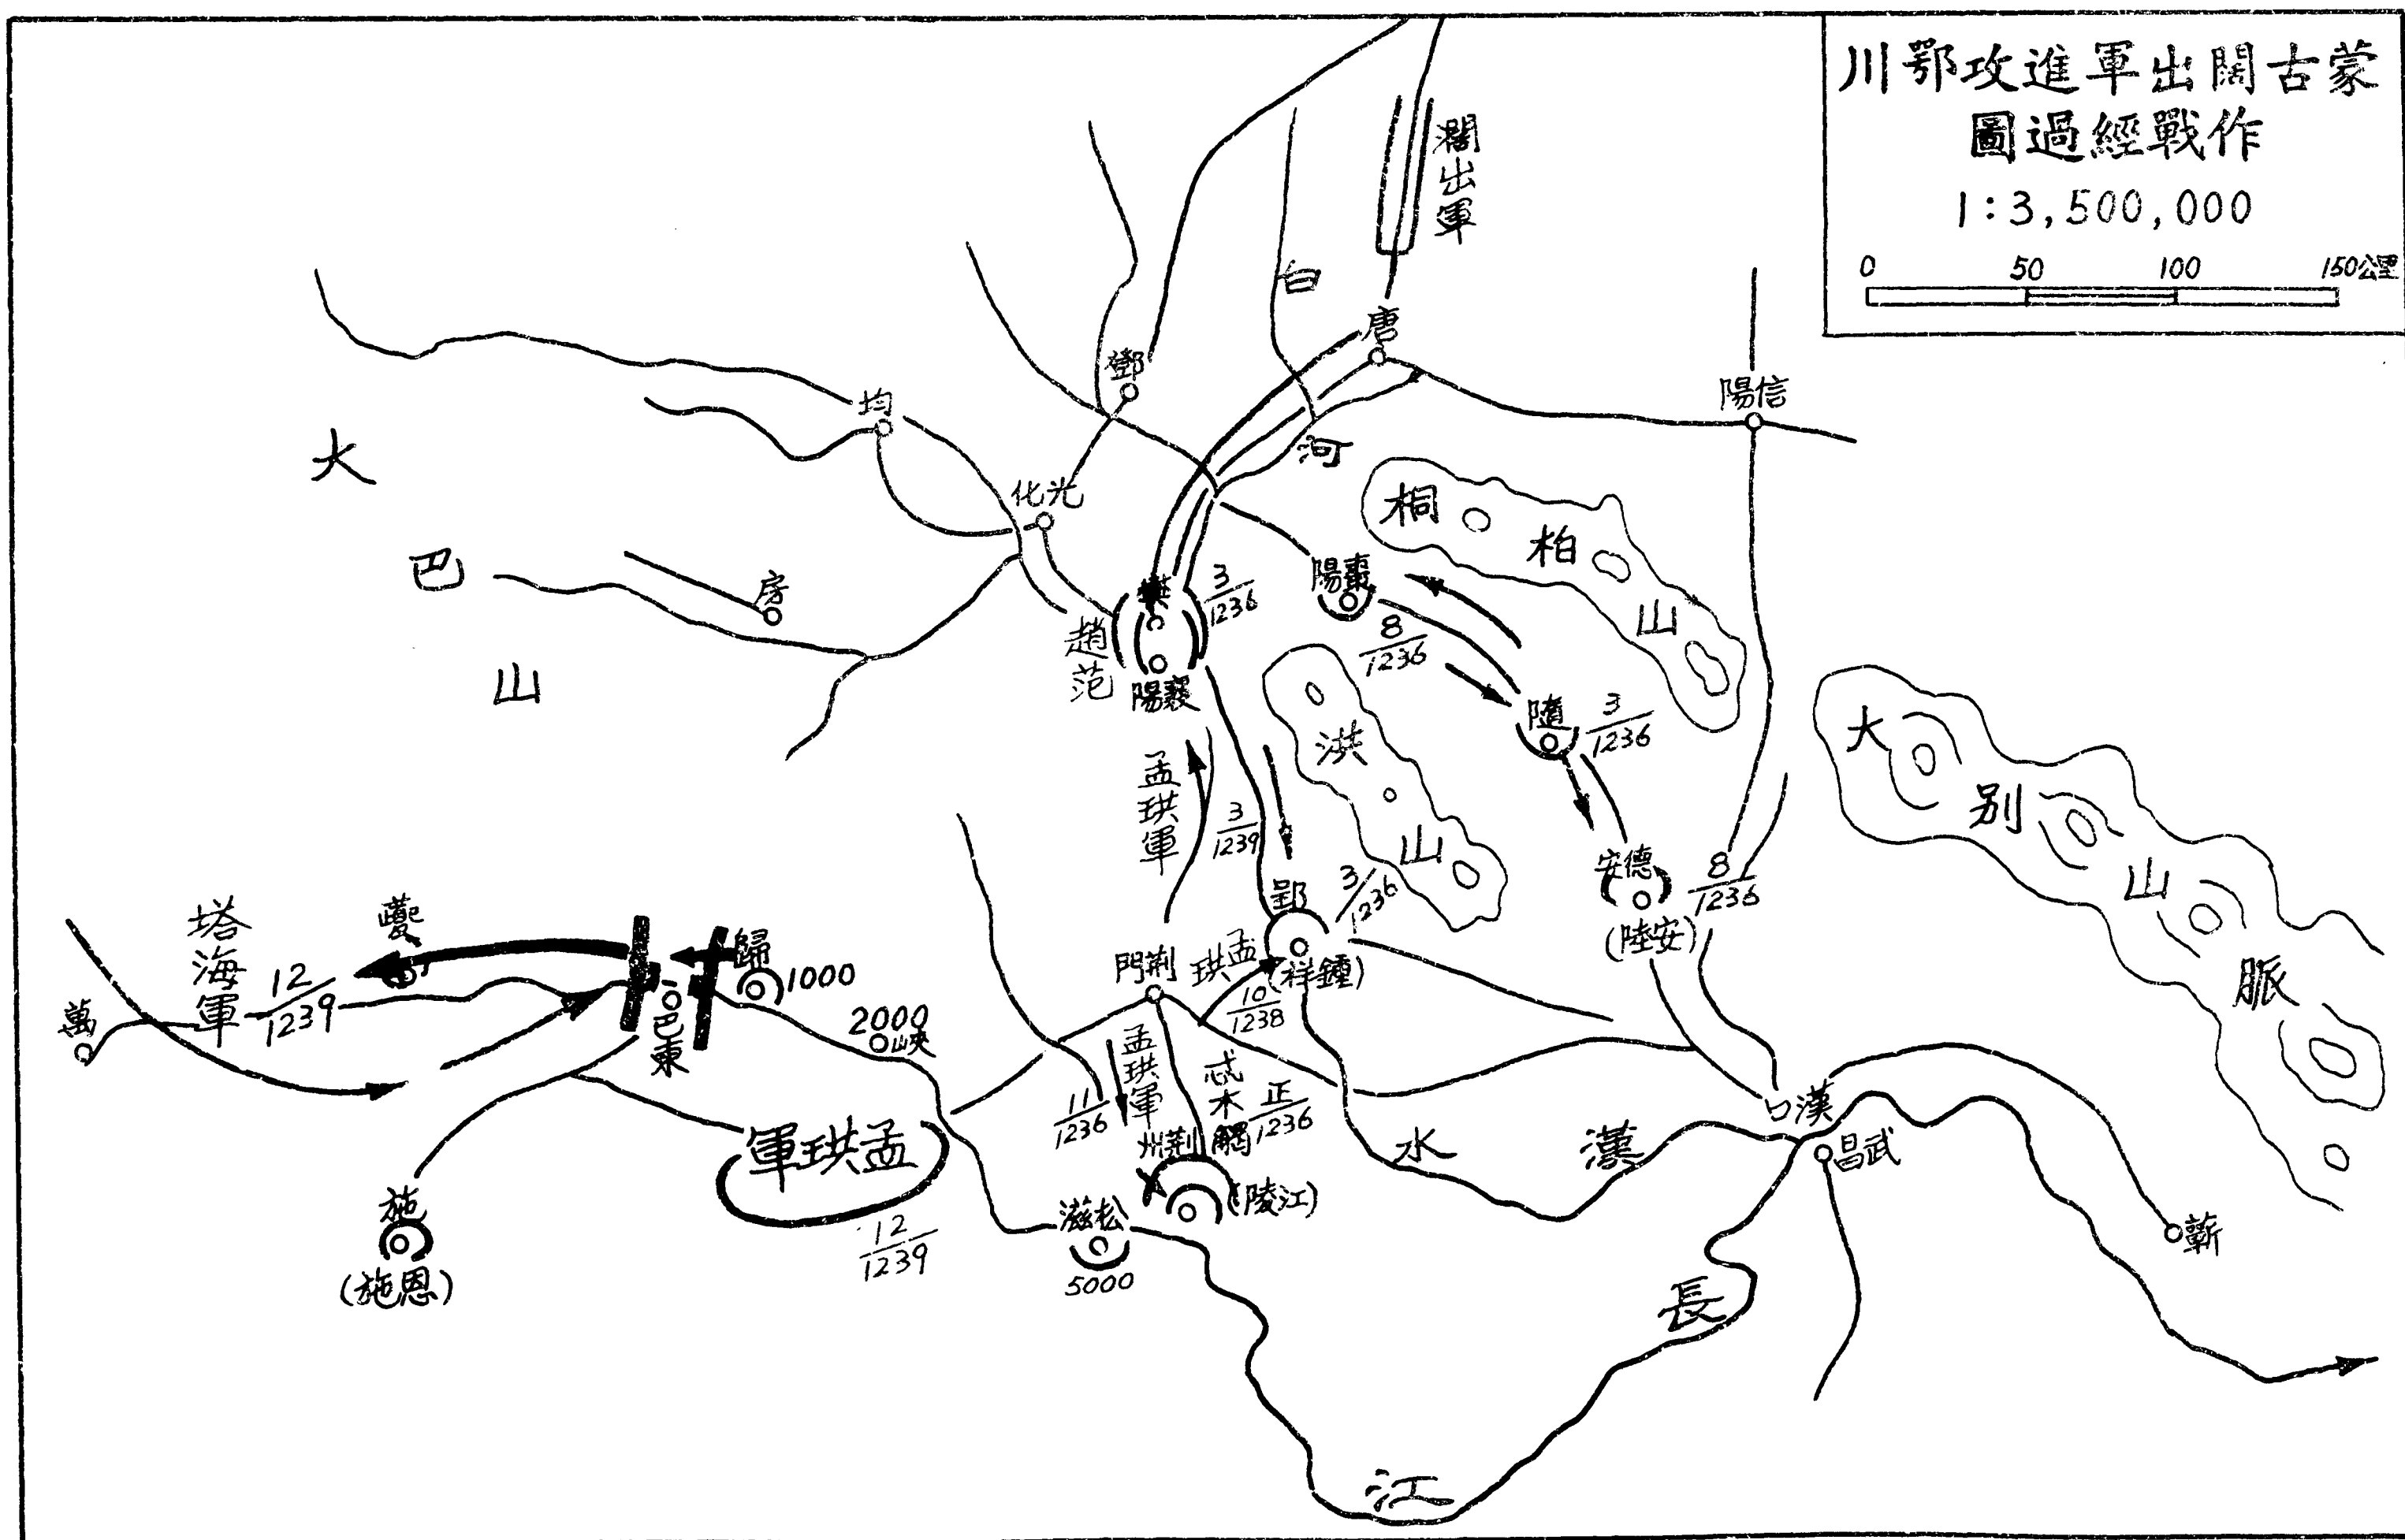 蒙古闊出軍進攻鄂川
作戰經過圖
1:3,500,000
0 50 100 150公里
濶出軍
白
河
唐
鄧
均
信陽
光化
大
巴
山
房
桐
柏
山
樊
3/1236
棗陽
8/1236
趙范
襄陽
隨
3/1236
洪
山
大
別
山
脈
孟珙軍
3/1239
德安
(安陸)
8/1236
郢
3/1236
(鍾祥)
孟珙
10/1238
荆門
塔海軍
12/1239
夔
歸
1000
巴東
2000
峽
萬
孟珙軍
11/1236
忒木𩥇
正/1236
荆州
(江陵)
孟珙軍
12/1239
松滋
5000
施
(恩施)
漢口
武昌
漢
水
蘄
長
江